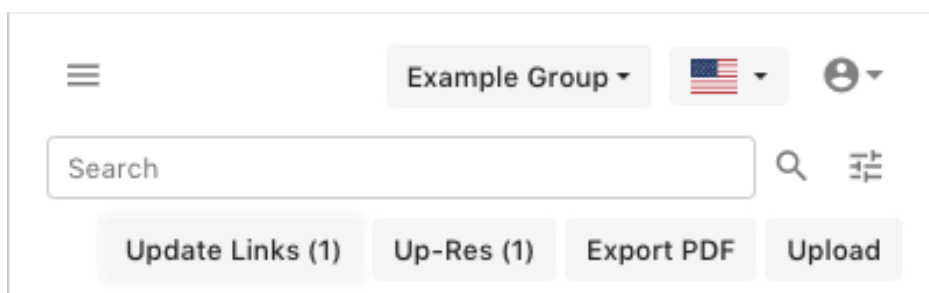 Example Group
Search
Update Links (1) Up-Res (1) Export PDF Upload